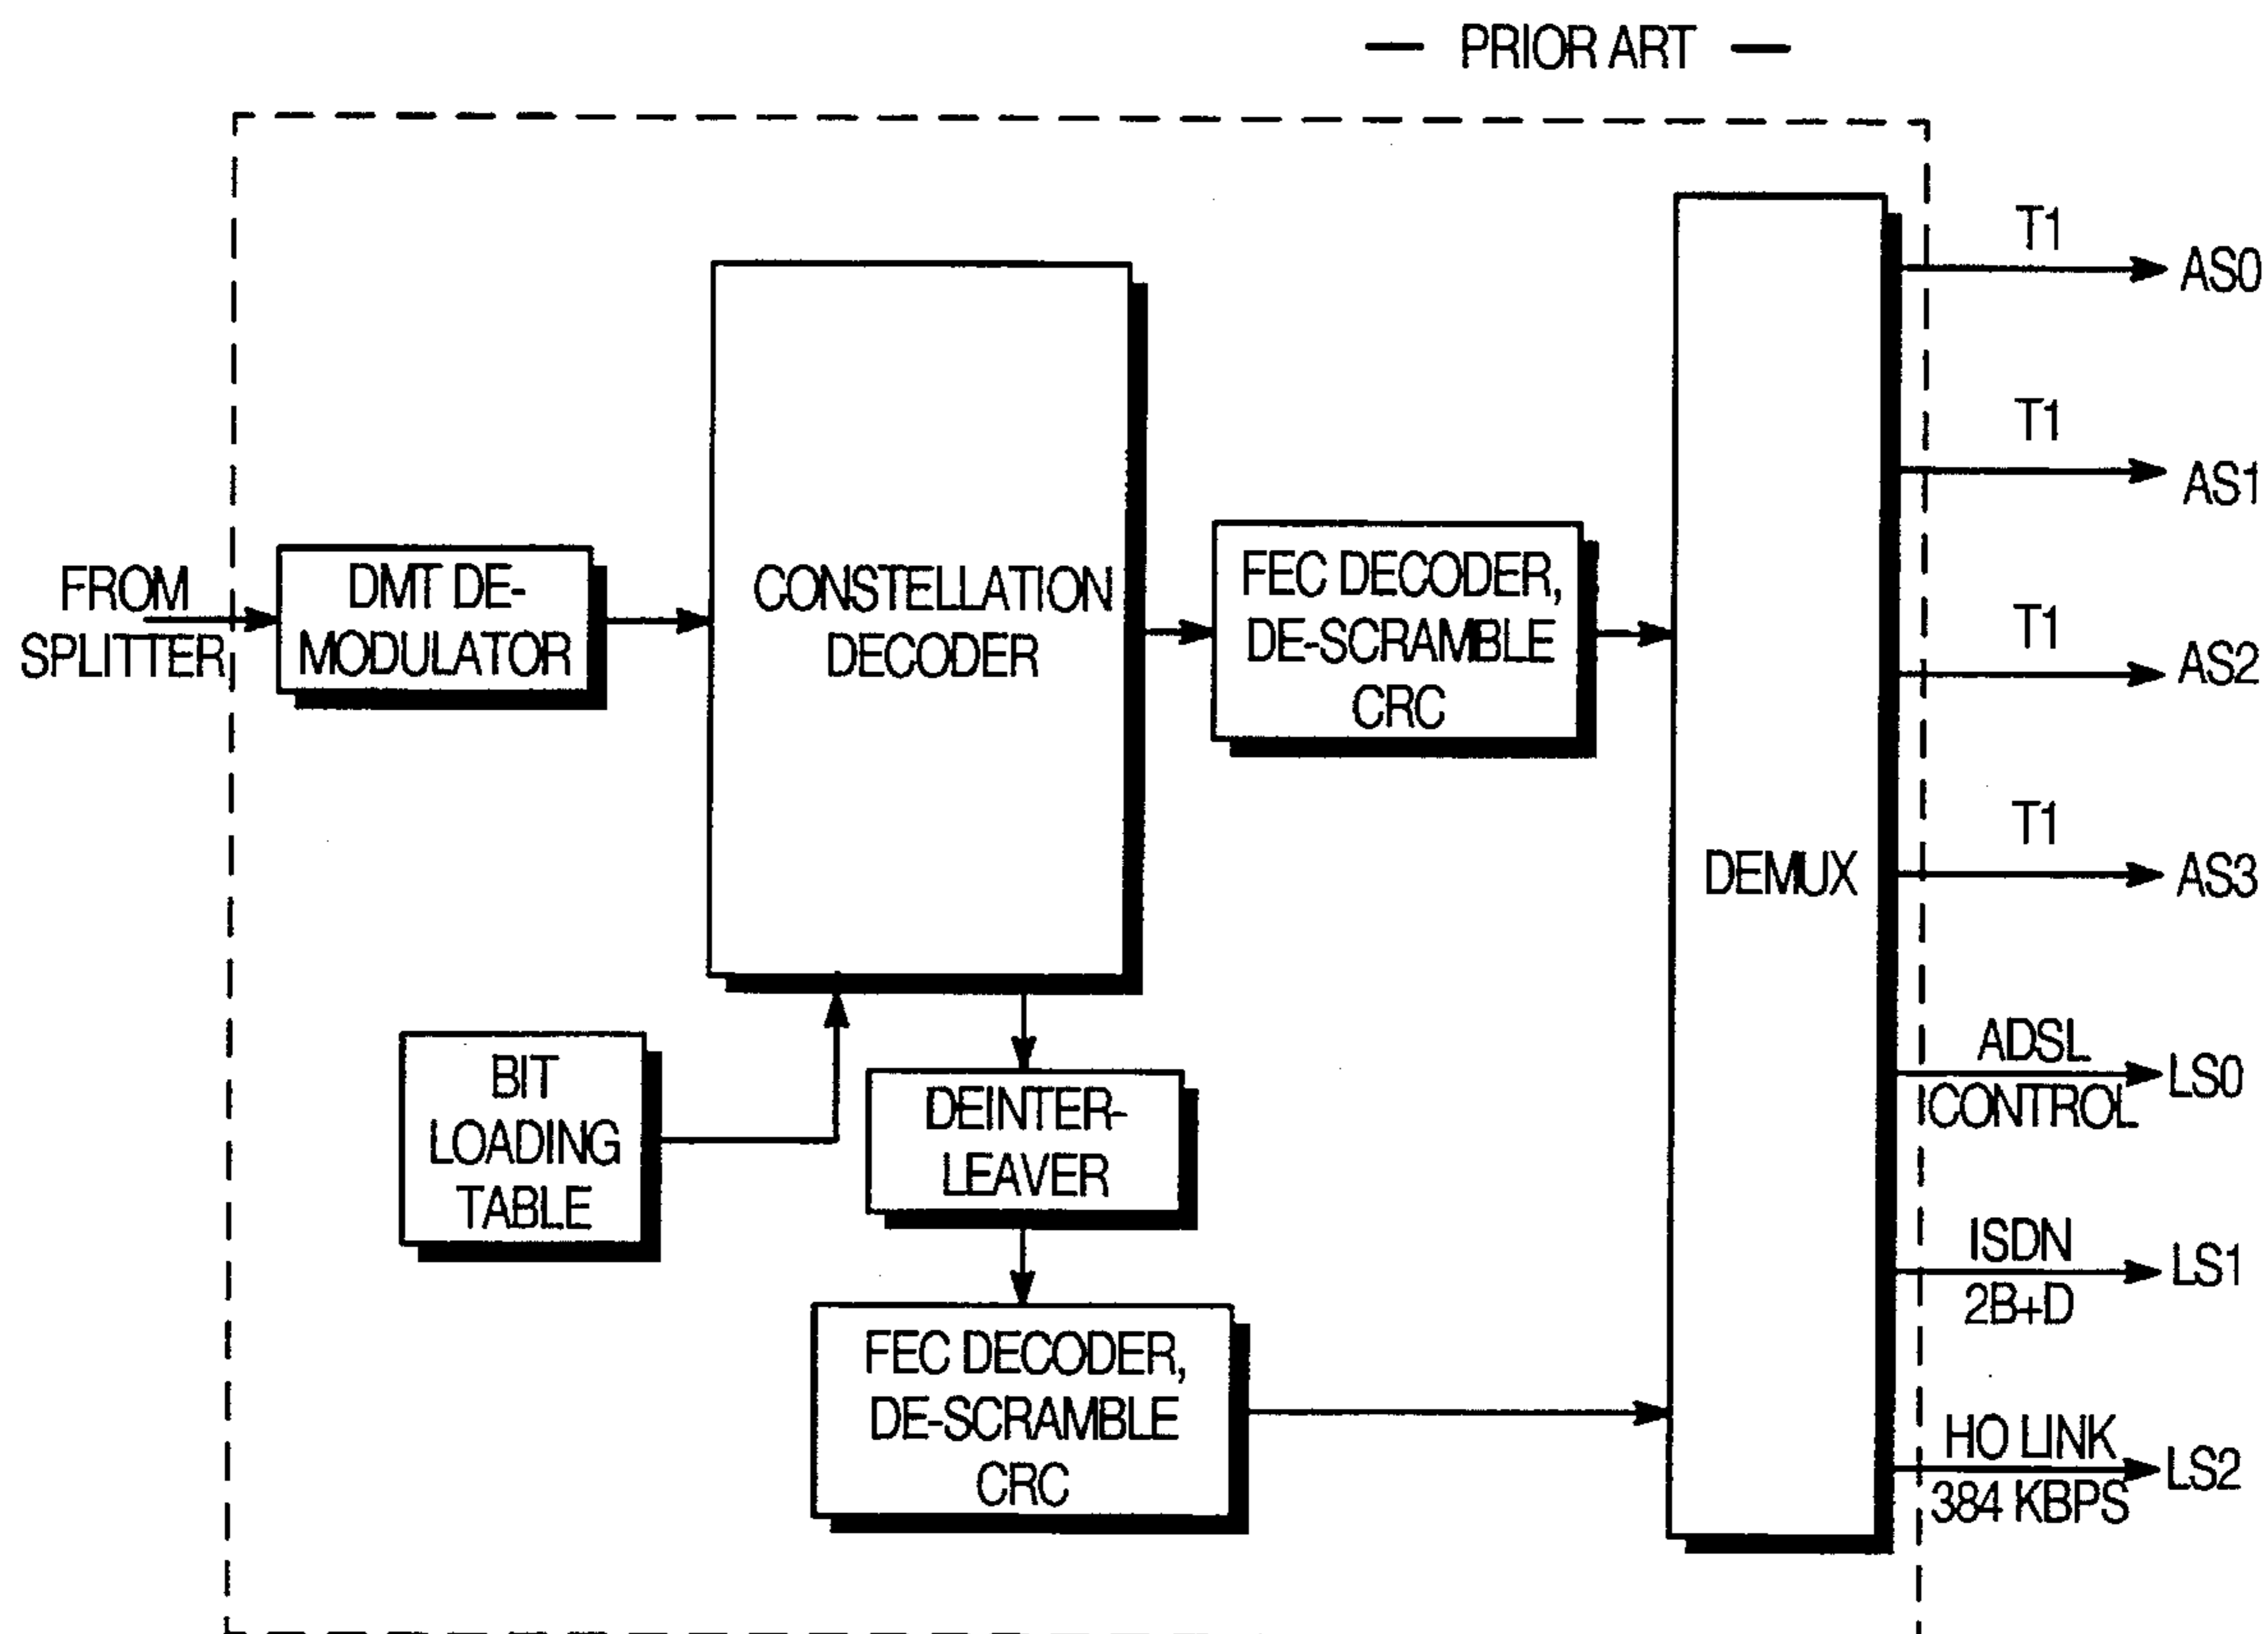 — PRIOR ART —
FROM
SPLITTER
DMT DE-
MODULATOR
CONSTELLATION
DECODER
FEC DECODER,
DE-SCRAMBLE
CRC
BIT
LOADING
TABLE
DEINTER-
LEAVER
FEC DECODER,
DE-SCRAMBLE
CRC
DEMUX
T1
AS0
T1
AS1
T1
AS2
T1
AS3
ADSL
CONTROL
LS0
ISDN
2B+D
LS1
HO LINK
384 KBPS
LS2